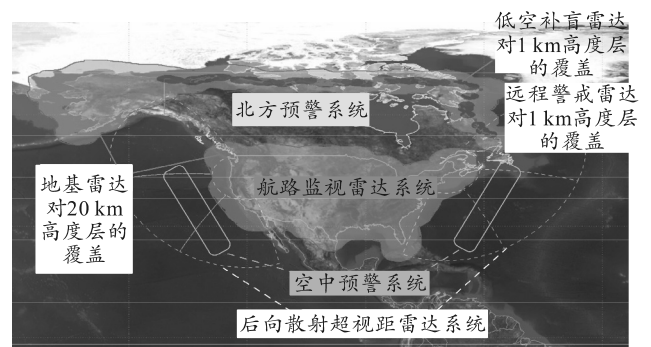 低空补盲雷达
对1 km高度层
的覆盖
远程警戒雷达
对1 km高度层
的覆盖
北方预警系统
地基雷达
对20 km
高度层的
覆盖
航路监视雷达系统
空中预警系统
后向散射超视距雷达系统